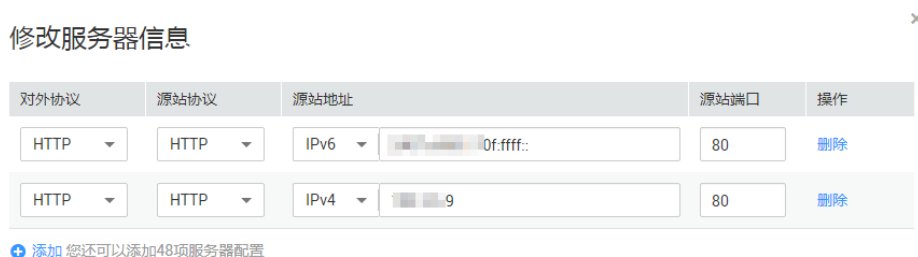 修改服务器信息
对外协议 源站协议 源站地址 源站端口 操作
HTTP HTTP IPv6 0f:ffff:: 80 删除
HTTP HTTP IPv4 9 80 删除
添加 您还可以添加48项服务器配置